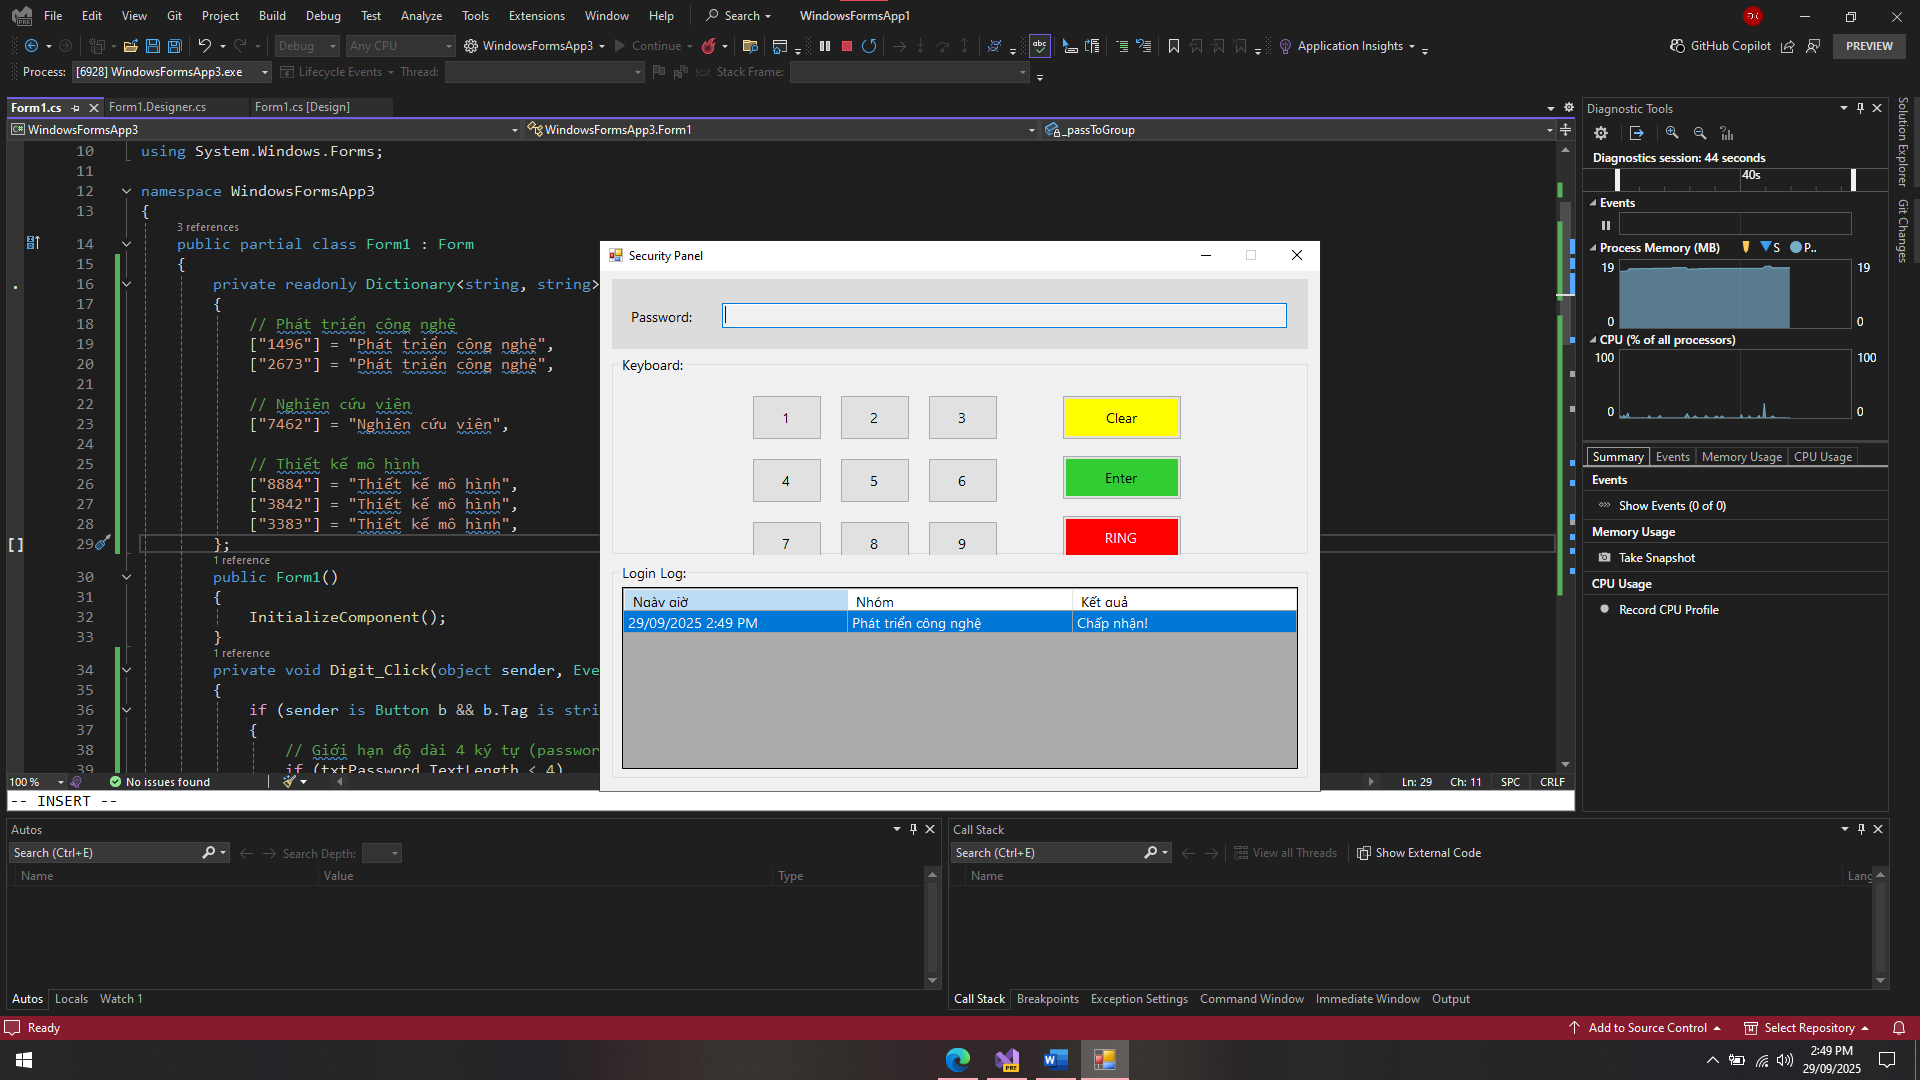 File Edit View Git Project Build Debug Test Analyze Tools Extensions Window Help Search WindowsFormsApp1
Debug Any CPU WindowsFormsApp3 Continue Application Insights GitHub Copilot PREVIEW
Process: [6928] WindowsFormsApp3.exe Lifecycle Events Thread: Stack Frame:
Form1.cs Form1.Designer.cs Form1.cs [Design]
WindowsFormsApp3 WindowsFormsApp3.Form1 _passToGroup
10 using System.Windows.Forms;
11
12 namespace WindowsFormsApp3
13 {
3 references
14 public partial class Form1 : Form
15 {
16 private readonly Dictionary<string, string>
17 {
18 // Phát triển công nghệ
19 ["1496"] = "Phát triển công nghệ",
20 ["2673"] = "Phát triển công nghệ",
21
22 // Nghiên cứu viên
23 ["7462"] = "Nghiên cứu viên",
24
25 // Thiết kế mô hình
26 ["8884"] = "Thiết kế mô hình",
27 ["3842"] = "Thiết kế mô hình",
28 ["3383"] = "Thiết kế mô hình",
29 };
1 reference
30 public Form1()
31 {
32 InitializeComponent();
33 }
1 reference
34 private void Digit_Click(object sender, Eve
35 {
36 if (sender is Button b && b.Tag is stri
37 {
38 // Giới hạn độ dài 4 ký tự (passwor
39 if (txtPassword.TextLength < 4)
100 % No issues found Ln: 29 Ch: 11 SPC CRLF
-- INSERT --
Security Panel
Password:
Keyboard:
1 2 3 Clear
4 5 6 Enter
7 8 9 RING
Login Log:
Ngày giờ Nhóm Kết quả
29/09/2025 2:49 PM Phát triển công nghệ Chấp nhận!
Diagnostic Tools
Diagnostics session: 44 seconds
40s
Events
Process Memory (MB) S P..
19 19
0 0
CPU (% of all processors)
100 100
0 0
Summary Events Memory Usage CPU Usage
Events
Show Events (0 of 0)
Memory Usage
Take Snapshot
CPU Usage
Record CPU Profile
Solution Explorer
Git Changes
Autos
Search (Ctrl+E) Search Depth:
Name Value Type
Autos Locals Watch 1
Call Stack
Search (Ctrl+E) View all Threads Show External Code
Name Lang
Call Stack Breakpoints Exception Settings Command Window Immediate Window Output
Ready Add to Source Control Select Repository
2:49 PM
29/09/2025